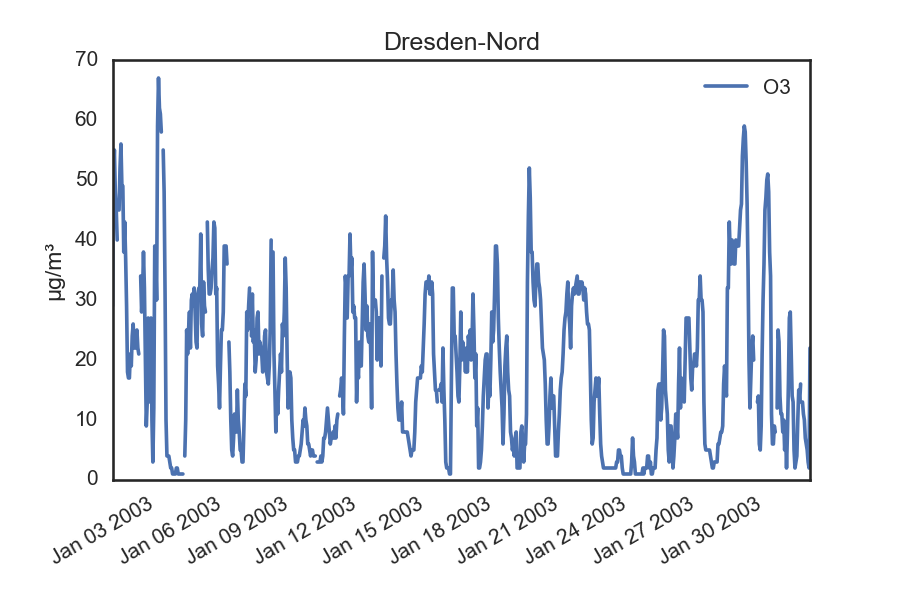 Dresden-Nord
O3
µg/m³
70
60
50
40
30
20
10
0
Jan 03 2003
Jan 06 2003
Jan 09 2003
Jan 12 2003
Jan 15 2003
Jan 18 2003
Jan 21 2003
Jan 24 2003
Jan 27 2003
Jan 30 2003